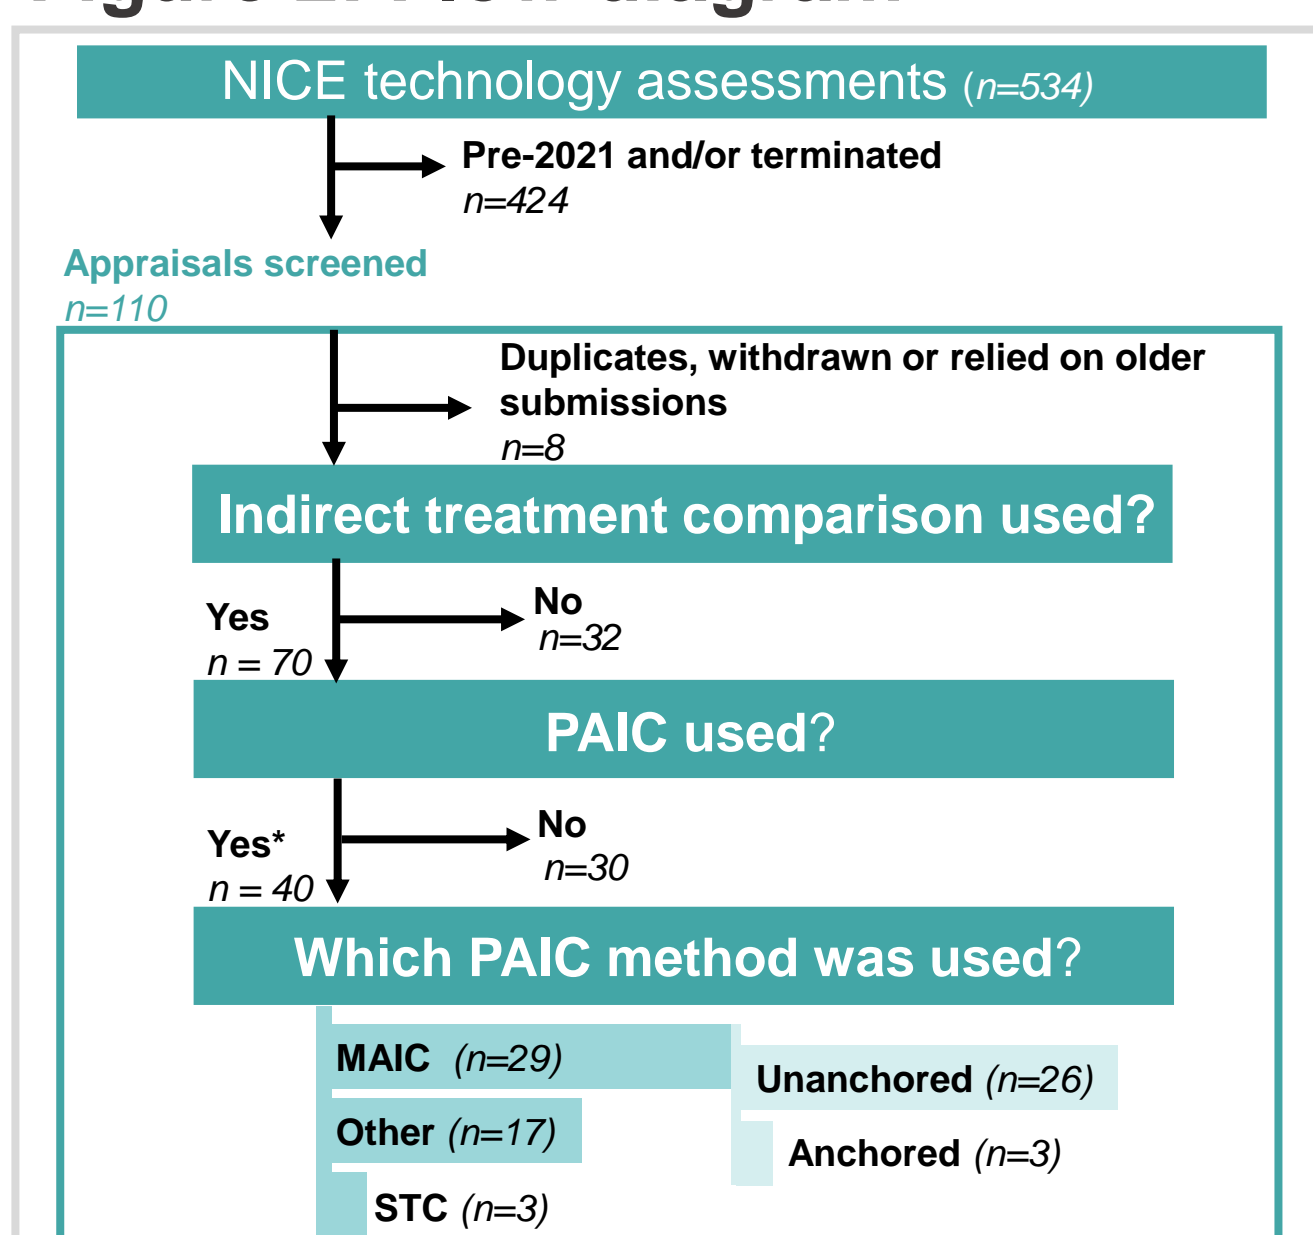 NICE technology assessments (n=534)
Pre-2021 and/or terminated
n=424
Appraisals screened
n=110
Duplicates, withdrawn or relied on older
submissions
n=8
Indirect treatment comparison used?
No
n=32
Yes
n = 70
PAIC used?
No
n=30
Yes*
n = 40
Which PAIC method was used?
MAIC (n=29)
Unanchored (n=26)
Other (n=17)
Anchored (n=3)
STC (n=3)